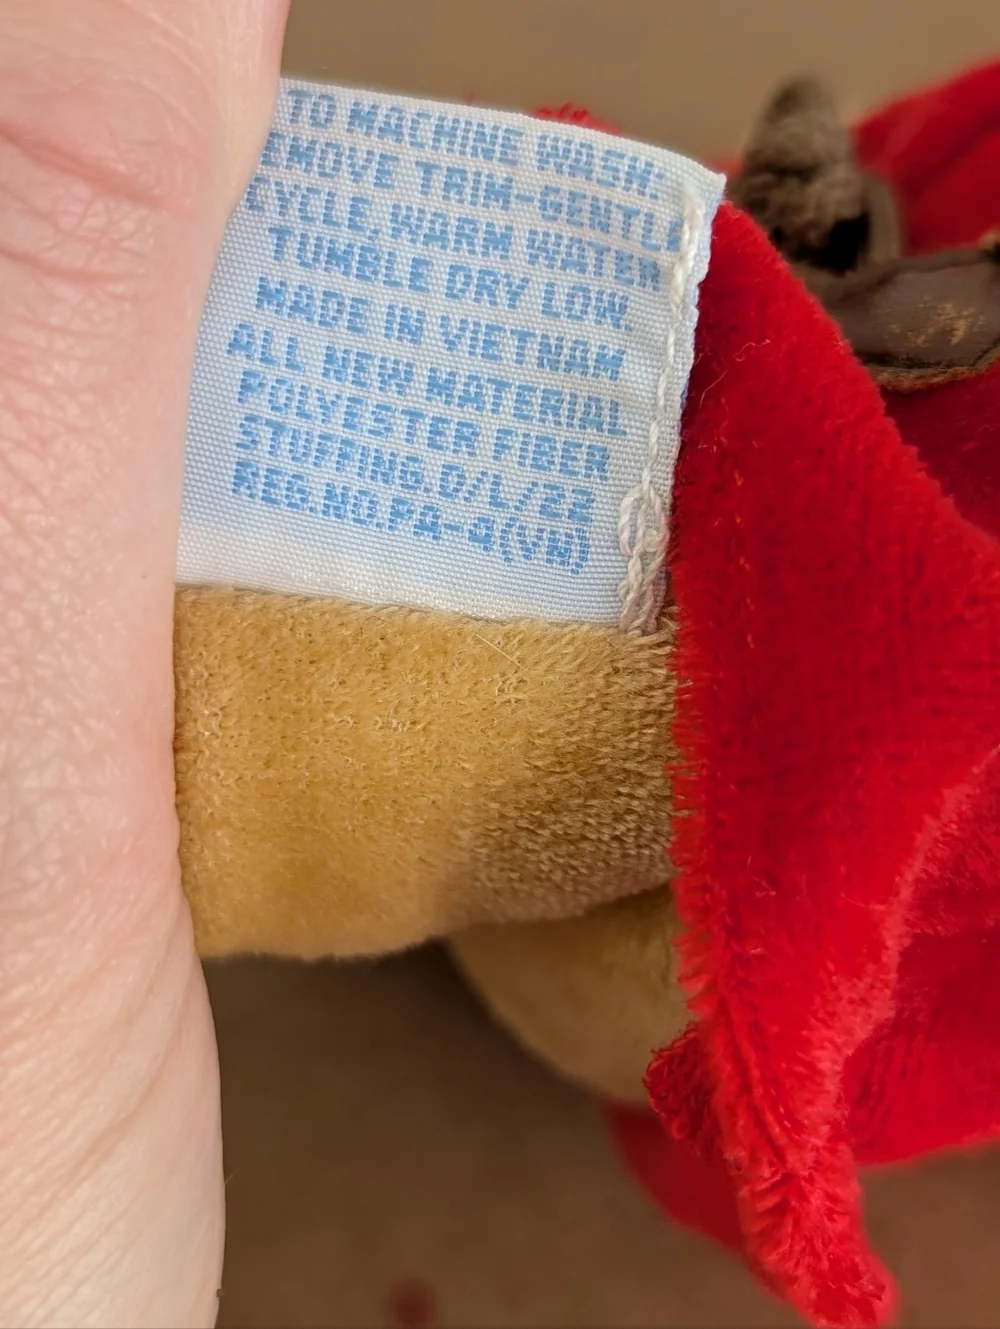 TO MACHINE WASH.
EMOVE TRIM-GENTLE
CYCLE, WARM WATER
TUMBLE DRY LOW.
MADE IN VIETNAM
ALL NEW MATERIAL
POLYESTER FIBER
STUFFING.D/L/22
REG.NO.PA-4(VN)